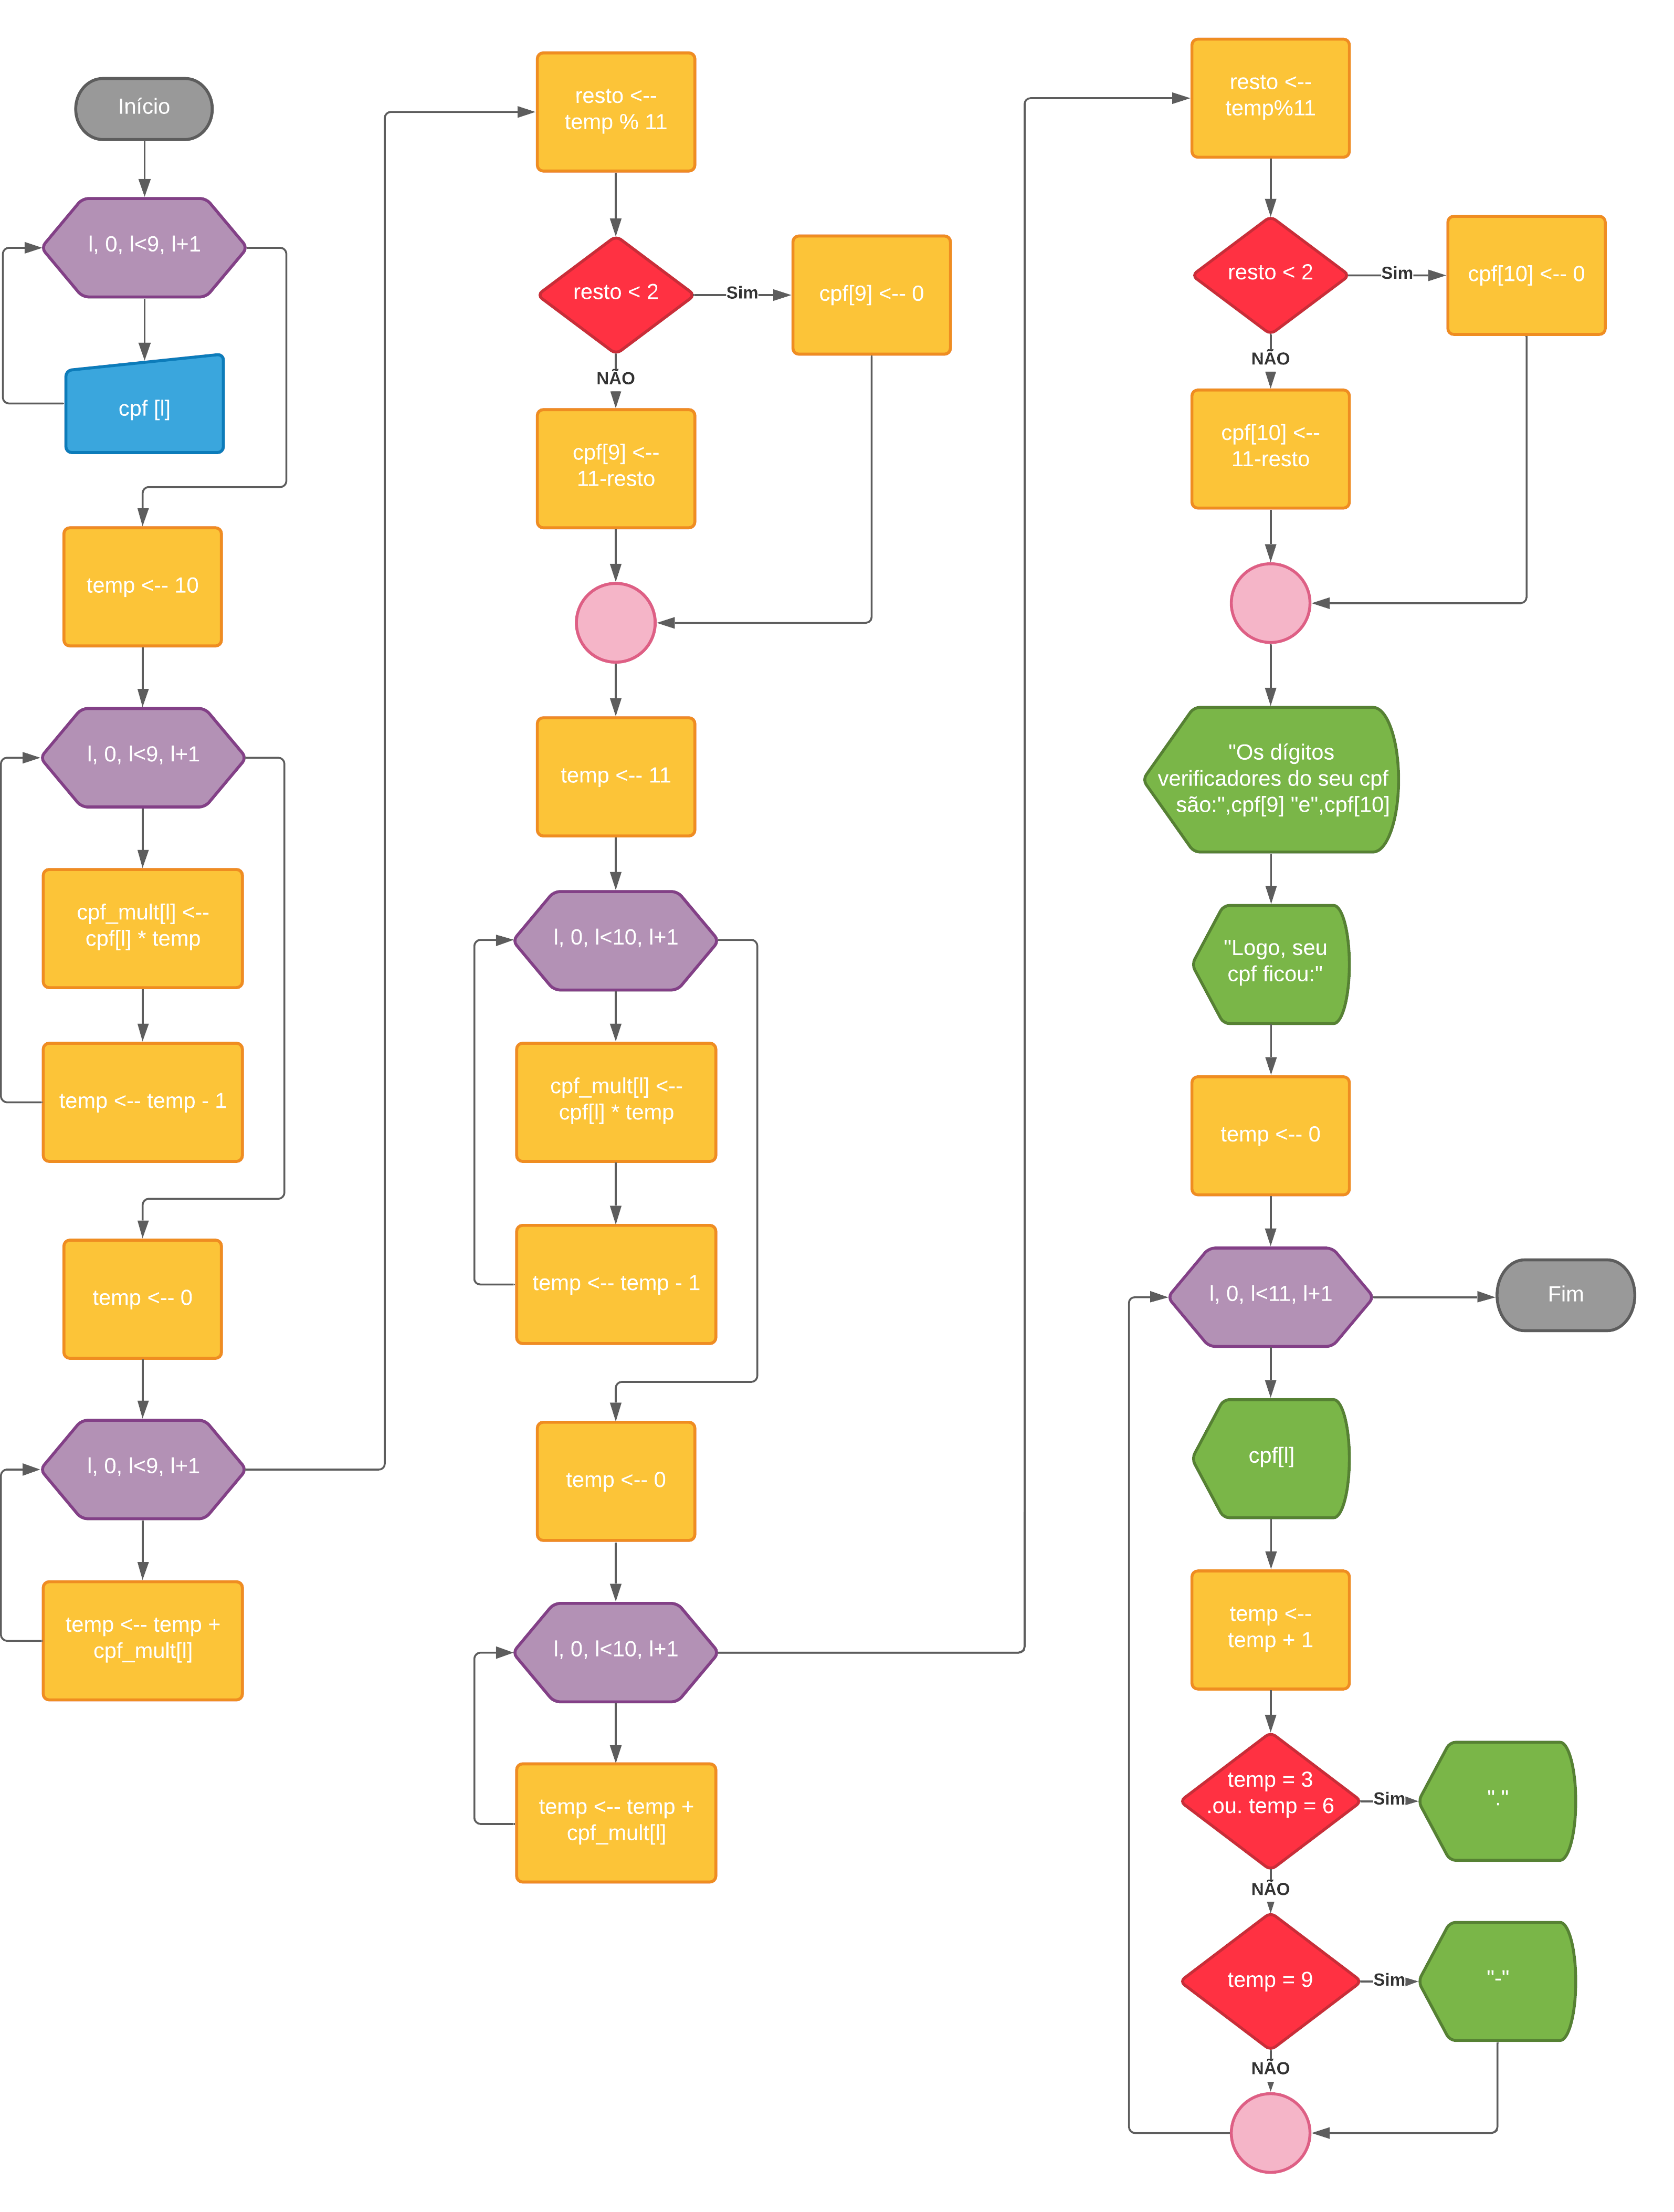 Início
l, 0, l<9, l+1
cpf [l]
temp <-- 10
l, 0, l<9, l+1
cpf_mult[l] <--
cpf[l] * temp
temp <-- temp - 1
temp <-- 0
l, 0, l<9, l+1
temp <-- temp +
cpf_mult[l]
resto <--
temp % 11
resto < 2
Sim
cpf[9] <-- 0
NÃO
cpf[9] <--
11-resto
temp <-- 11
l, 0, l<10, l+1
cpf_mult[l] <--
cpf[l] * temp
temp <-- temp - 1
temp <-- 0
l, 0, l<10, l+1
temp <-- temp +
cpf_mult[l]
resto <--
temp%11
resto < 2
Sim
cpf[10] <-- 0
NÃO
cpf[10] <--
11-resto
"Os dígitos
verificadores do seu cpf
são:",cpf[9] "e",cpf[10]
"Logo, seu
cpf ficou:"
temp <-- 0
l, 0, l<11, l+1
Fim
cpf[l]
temp <--
temp + 1
temp = 3
.ou. temp = 6
Sim
"."
NÃO
temp = 9
Sim
"-"
NÃO